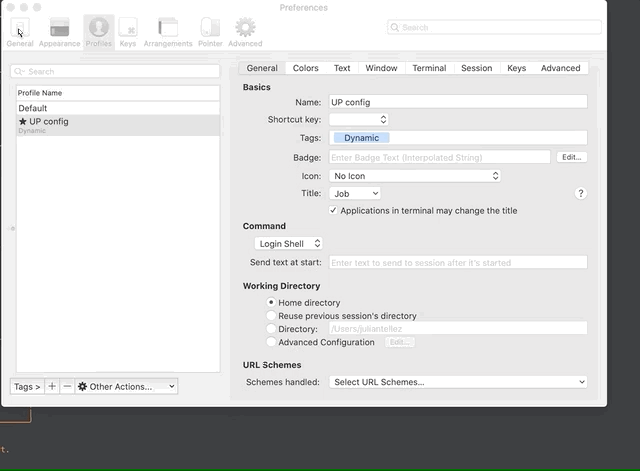 Preferences
General Appearance Profiles Keys Arrangements Pointer Advanced
Search
Search
Profile Name
Default
★ UP config
Dynamic
Tags > + − Other Actions...
General Colors Text Window Terminal Session Keys Advanced
Basics
Name: UP config
Shortcut key:
Tags: Dynamic
Badge: Enter Badge Text (Interpolated String) Edit...
Icon: No Icon
Title: Job ?
Applications in terminal may change the title
Command
Login Shell
Send text at start: Enter text to send to session after it's started
Working Directory
Home directory
Reuse previous session's directory
Directory: /Users/juliantellez
Advanced Configuration Edit...
URL Schemes
Schemes handled: Select URL Schemes...
t.